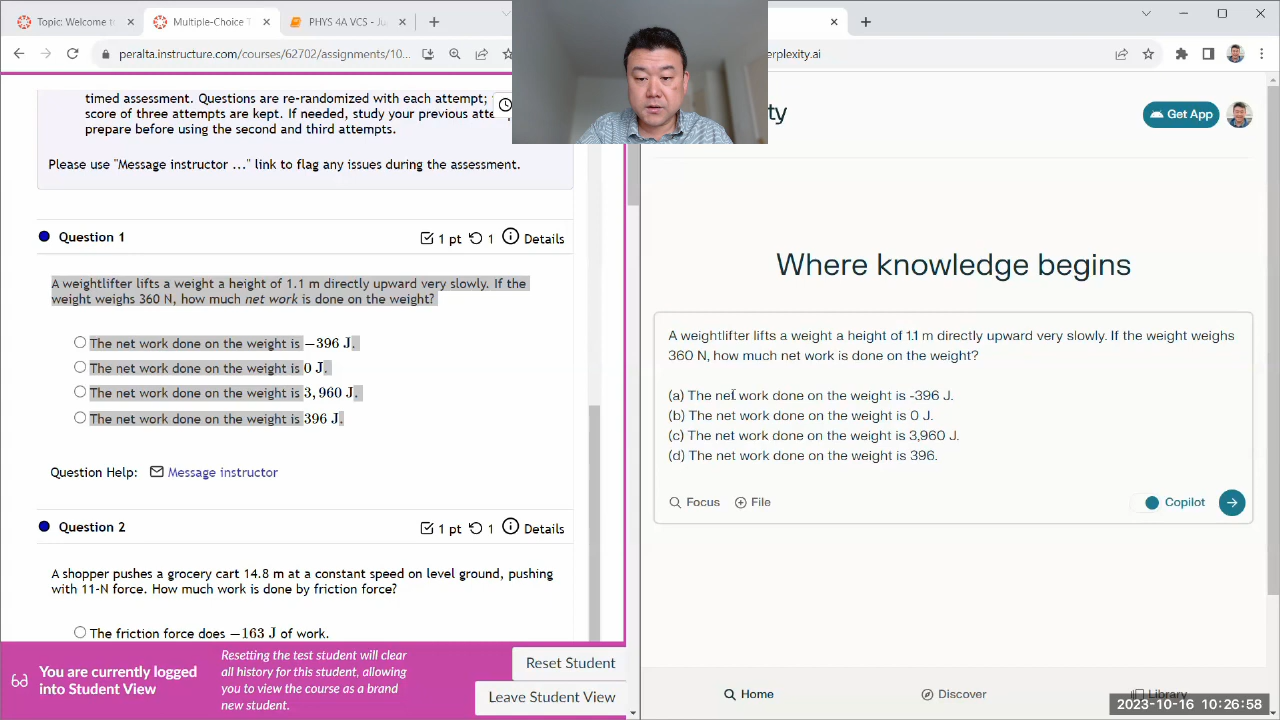 Topic: Welcome to
Multiple-Choice T
PHYS 4A VCS - Ju
peralta.instructure.com/courses/62702/assignments/10...
erplexity.ai
timed assessment. Questions are re-randomized with each attempt;
score of three attempts are kept. If needed, study your previous atte
prepare before using the second and third attempts.
Please use "Message instructor ..." link to flag any issues during the assessment.
Question 1
1 pt 1 Details
A weightlifter lifts a weight a height of 1.1 m directly upward very slowly. If the
weight weighs 360 N, how much net work is done on the weight?
The net work done on the weight is −396 J.
The net work done on the weight is 0 J.
The net work done on the weight is 3,960 J.
The net work done on the weight is 396 J.
Question Help: Message instructor
Question 2
1 pt 1 Details
A shopper pushes a grocery cart 14.8 m at a constant speed on level ground, pushing
with 11-N force. How much work is done by friction force?
The friction force does −163 J of work.
You are currently logged
into Student View
Resetting the test student will clear
all history for this student, allowing
you to view the course as a brand
new student.
Reset Student
Leave Student View
ty
Get App
Where knowledge begins
A weightlifter lifts a weight a height of 1.1 m directly upward very slowly. If the weight weighs
360 N, how much net work is done on the weight?
(a) The net work done on the weight is -396 J.
(b) The net work done on the weight is 0 J.
(c) The net work done on the weight is 3,960 J.
(d) The net work done on the weight is 396.
Focus File
Copilot
Home
Discover
Library
2023-10-16 10:26:58